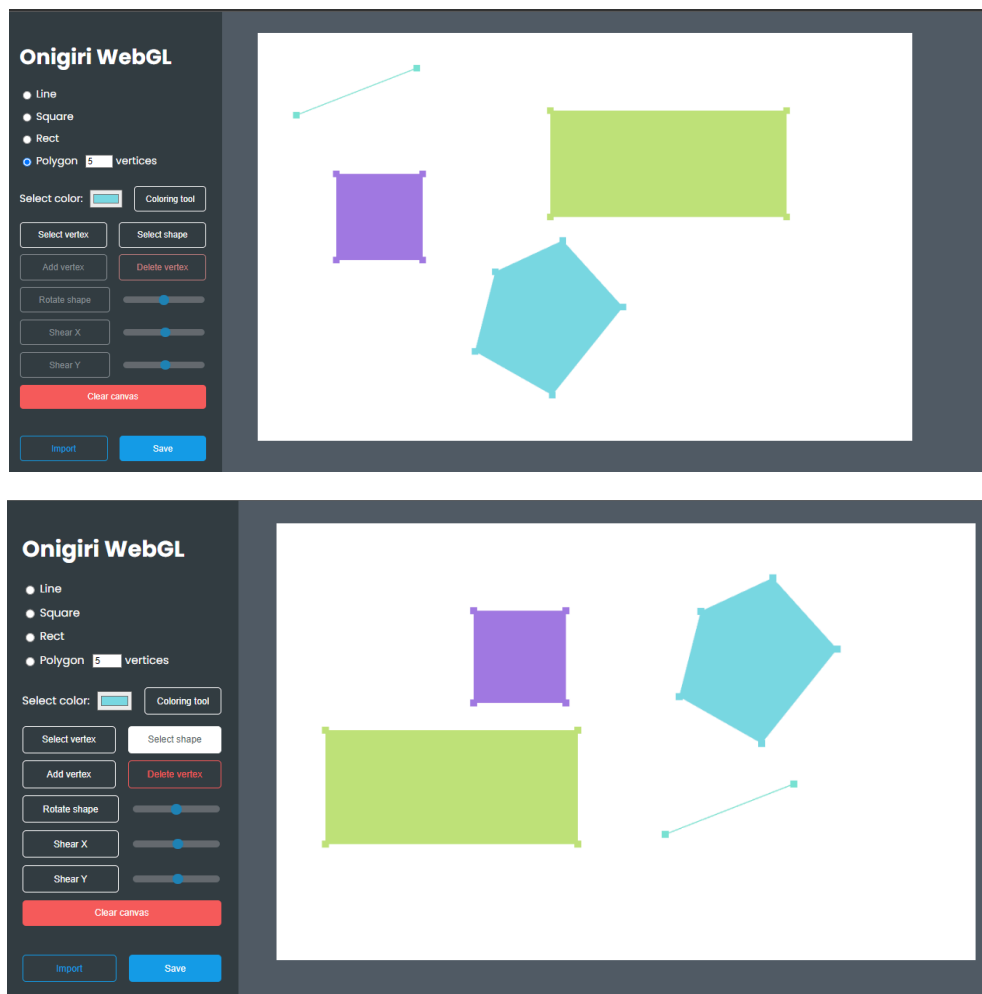 Onigiri WebGL
Line
Square
Rect
Polygon 5 vertices
Select color: Coloring tool
Select vertex Select shape
Add vertex Delete vertex
Rotate shape
Shear X
Shear Y
Clear canvas
Import Save
Onigiri WebGL
Line
Square
Rect
Polygon 5 vertices
Select color: Coloring tool
Select vertex Select shape
Add vertex Delete vertex
Rotate shape
Shear X
Shear Y
Clear canvas
Import Save